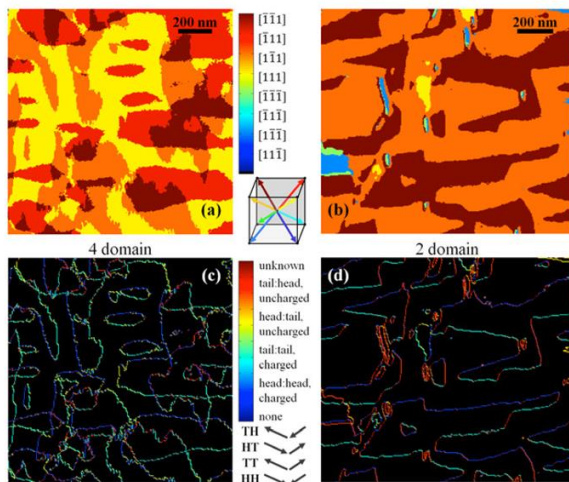 200 nm
(a)
[1̄1̄1]
[1̄11]
[11̄1]
[111]
[1̄1̄1̄]
[1̄11̄]
[11̄1̄]
[111̄]
200 nm
(b)
4 domain
2 domain
(c)
unknown
tail:head,
uncharged
head:tail,
uncharged
tail:tail,
charged
head:head,
charged
none
TH
HT
TT
HH
(d)